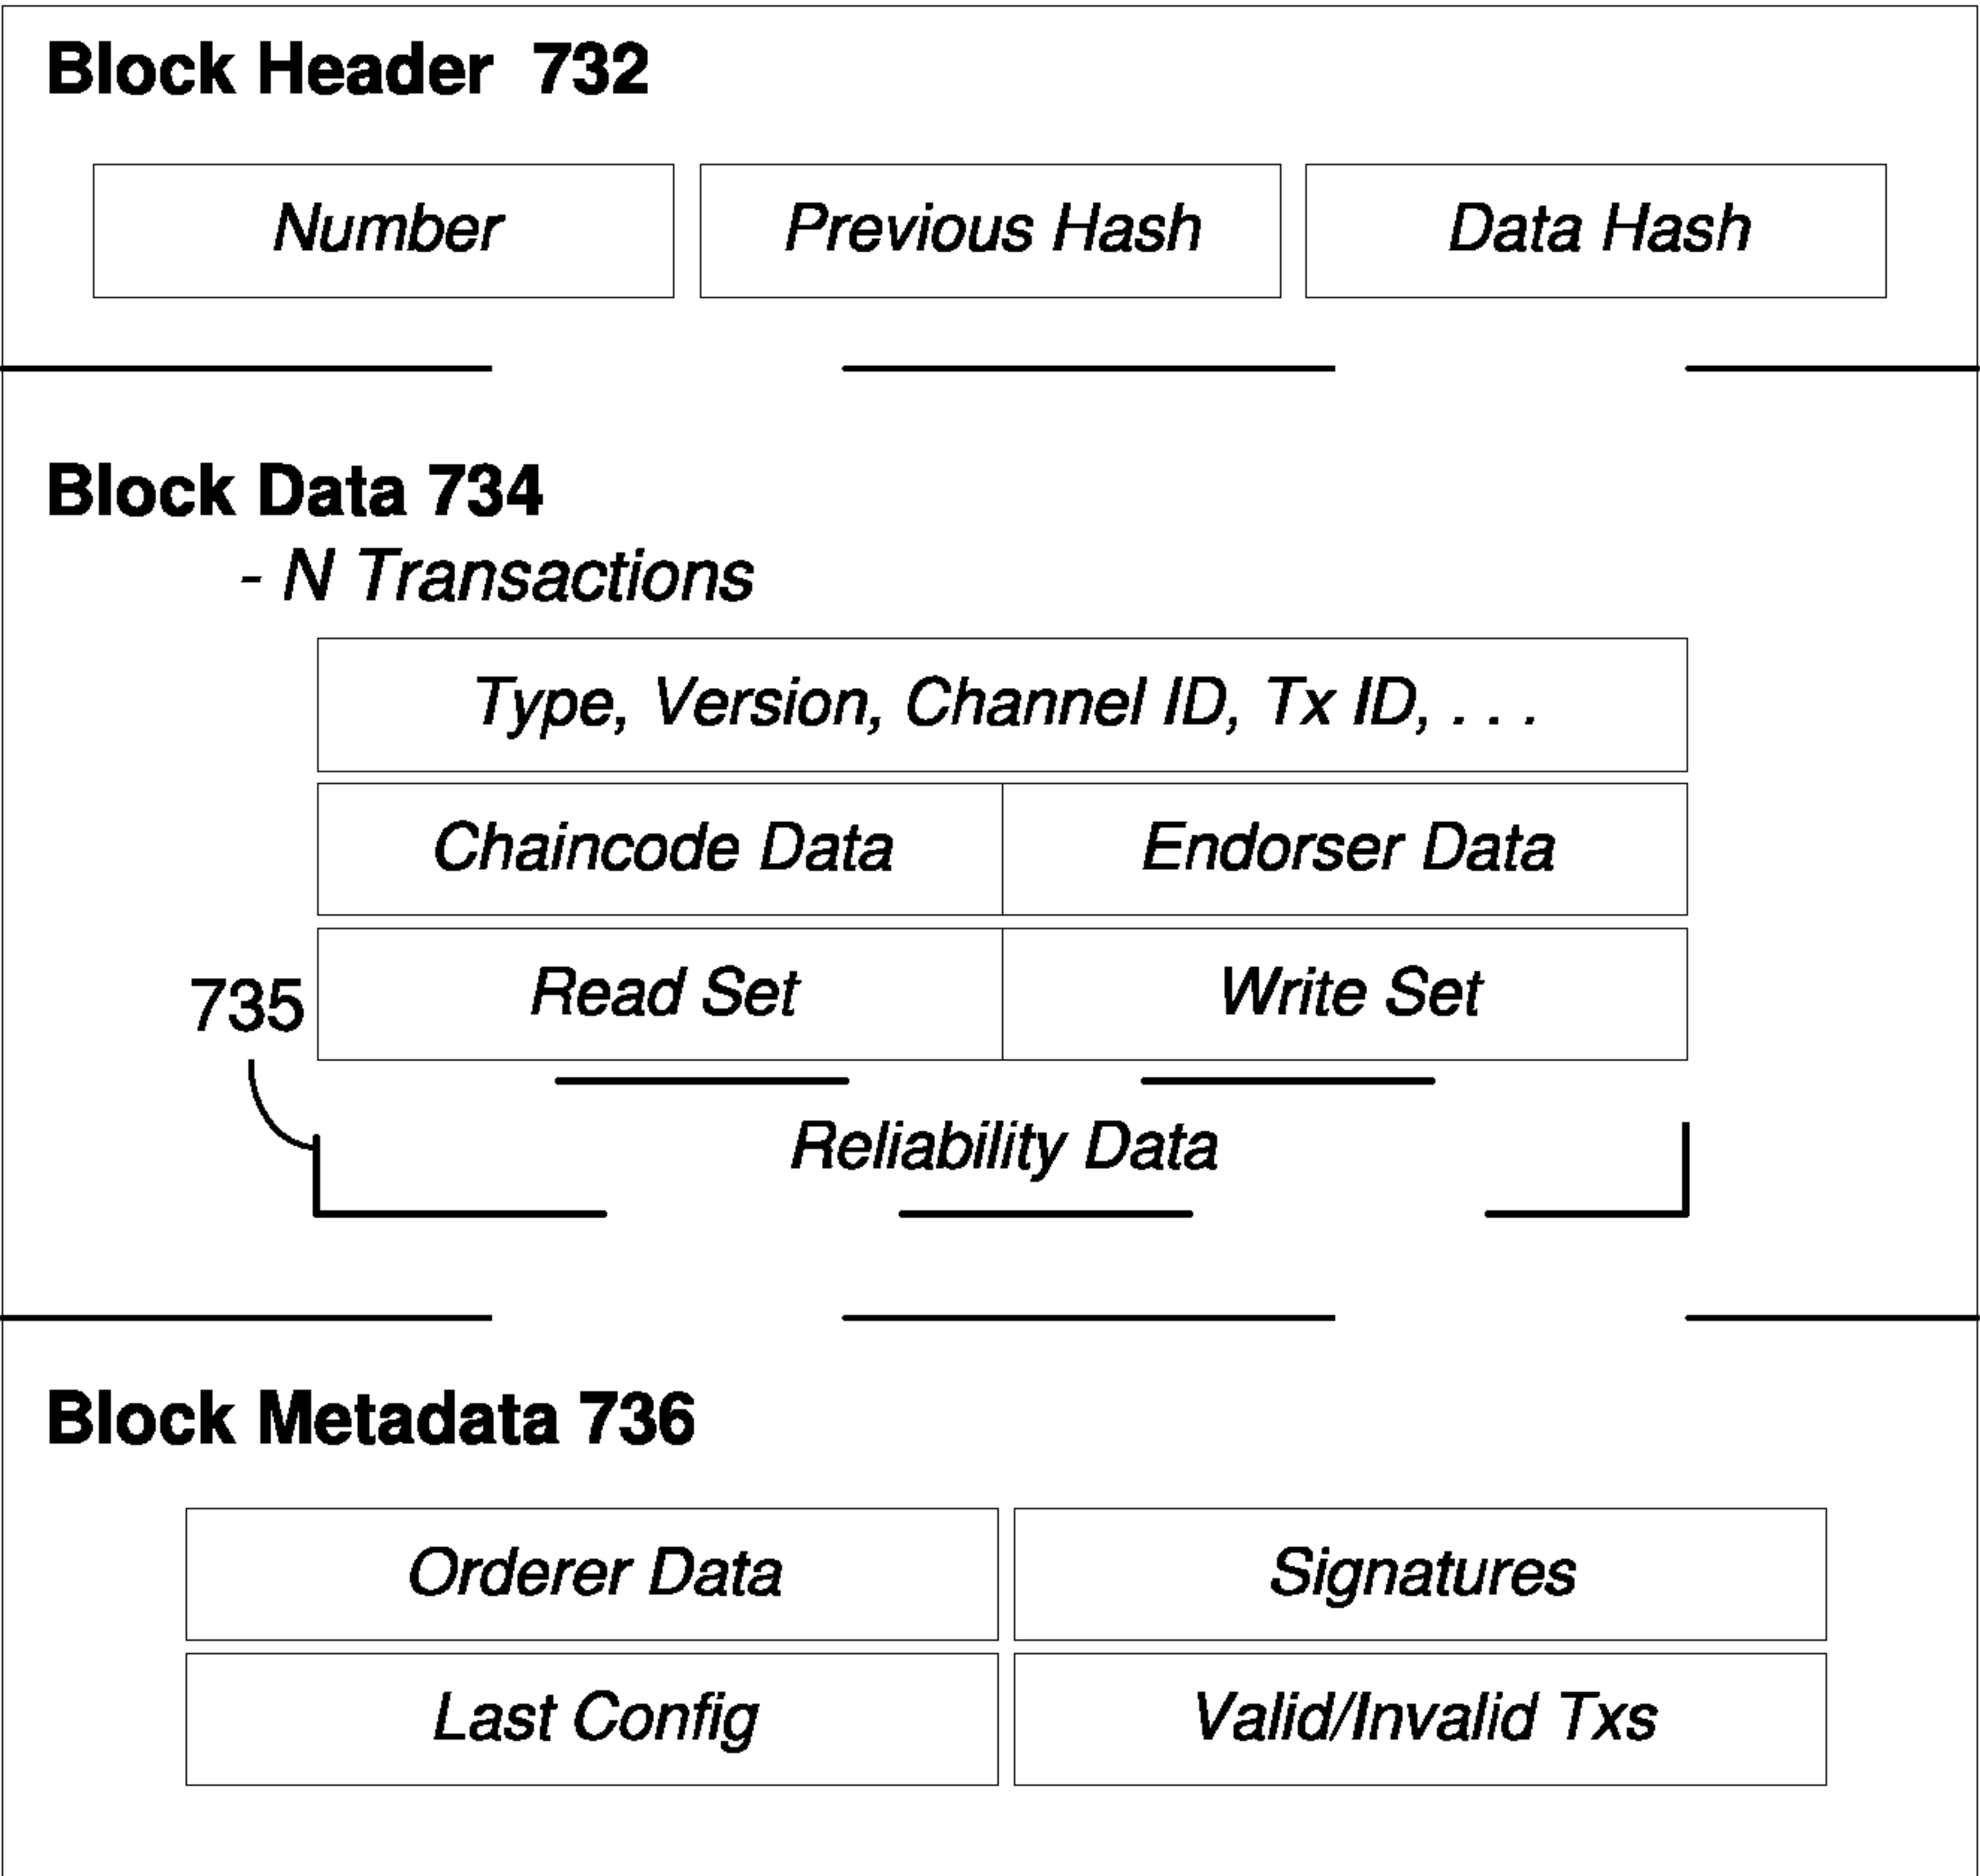 Block Header 732
Number Previous Hash Data Hash
Block Data 734
- N Transactions
Type, Version, Channel ID, Tx ID, . . .
Chaincode Data Endorser Data
735 Read Set Write Set
Reliability Data
Block Metadata 736
Orderer Data Signatures
Last Config Valid/Invalid Txs